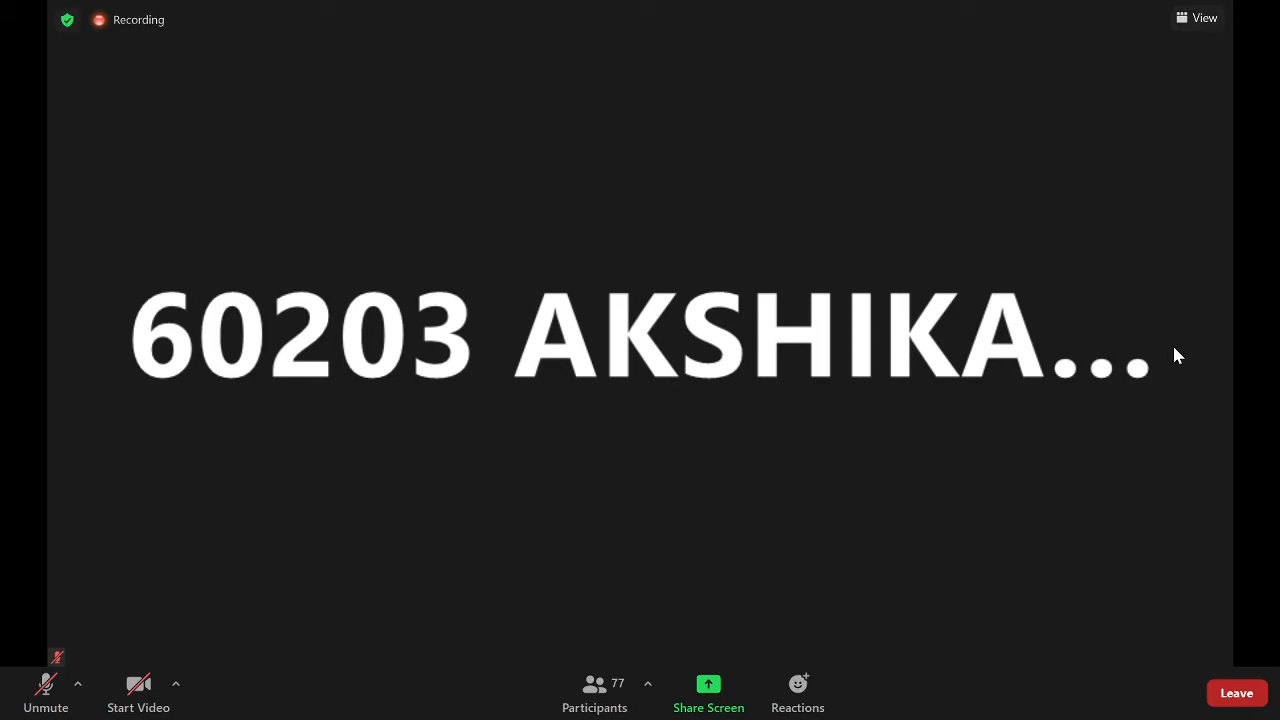 Recording
View
60203 AKSHIKA...
Unmute
Start Video
77
Participants
Share Screen
Reactions
Leave